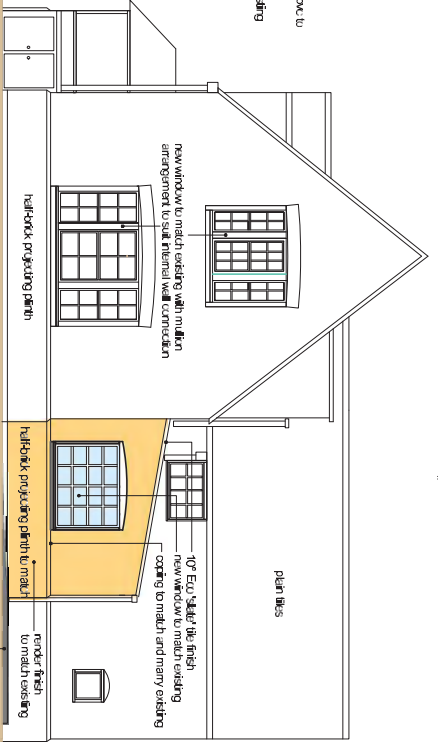 new window to match existing with mullion
arrangement to suit internal wall connection
half-brick projecting plinth
plain tiles
10° Eco 'slate' tile finish
new window to match existing
coping to match and marry existing
half-brick projecting plinth to match
render finish
to match existing